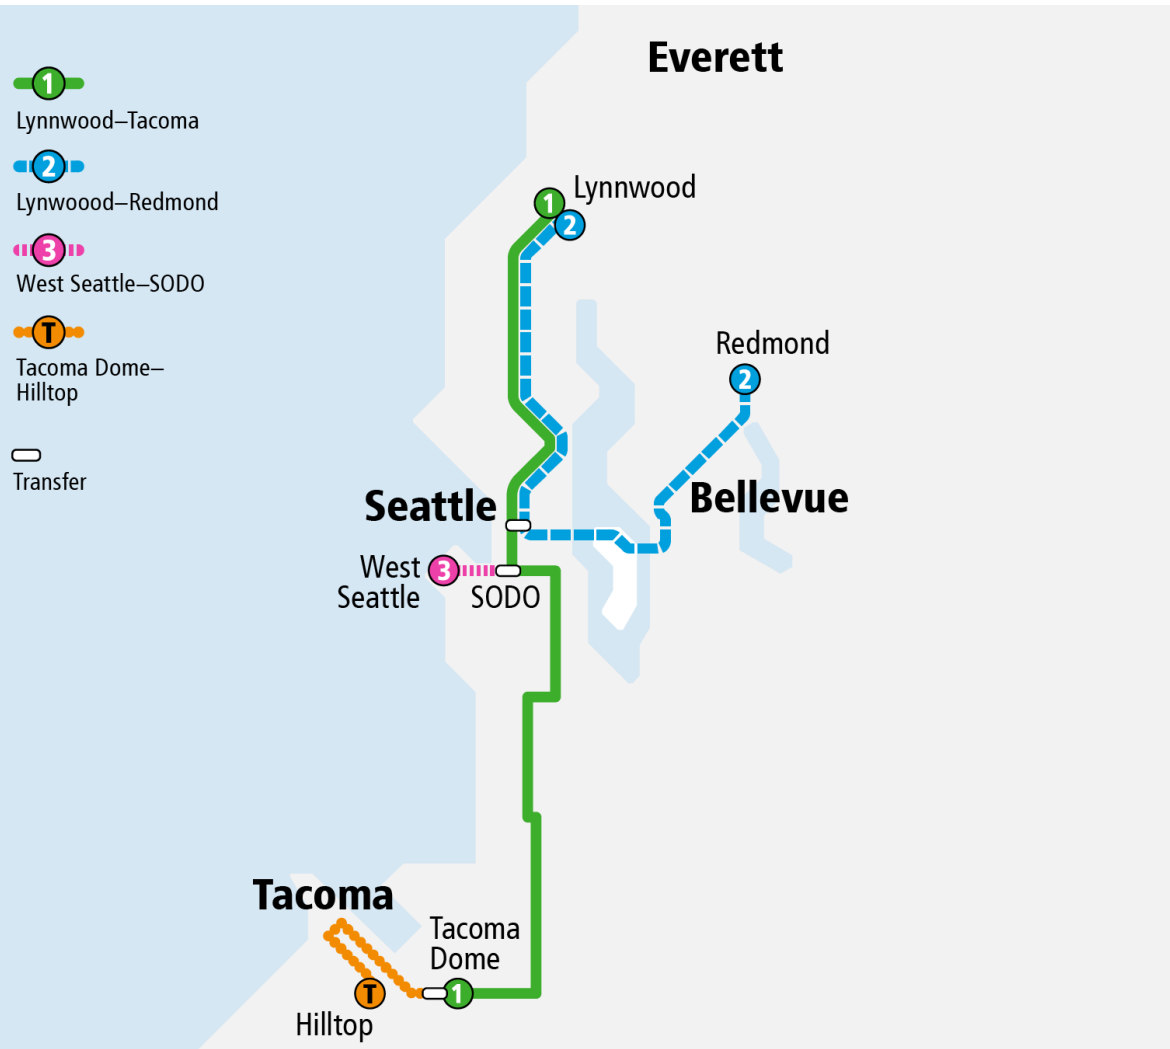 Everett
1
Lynnwood–Tacoma
2
Lynwoood–Redmond
3
West Seattle–SODO
T
Tacoma Dome–
Hilltop
Transfer
1
Lynnwood
2
Redmond
2
Bellevue
Seattle
West
Seattle
3
SODO
Tacoma
Tacoma
Dome
1
T
Hilltop